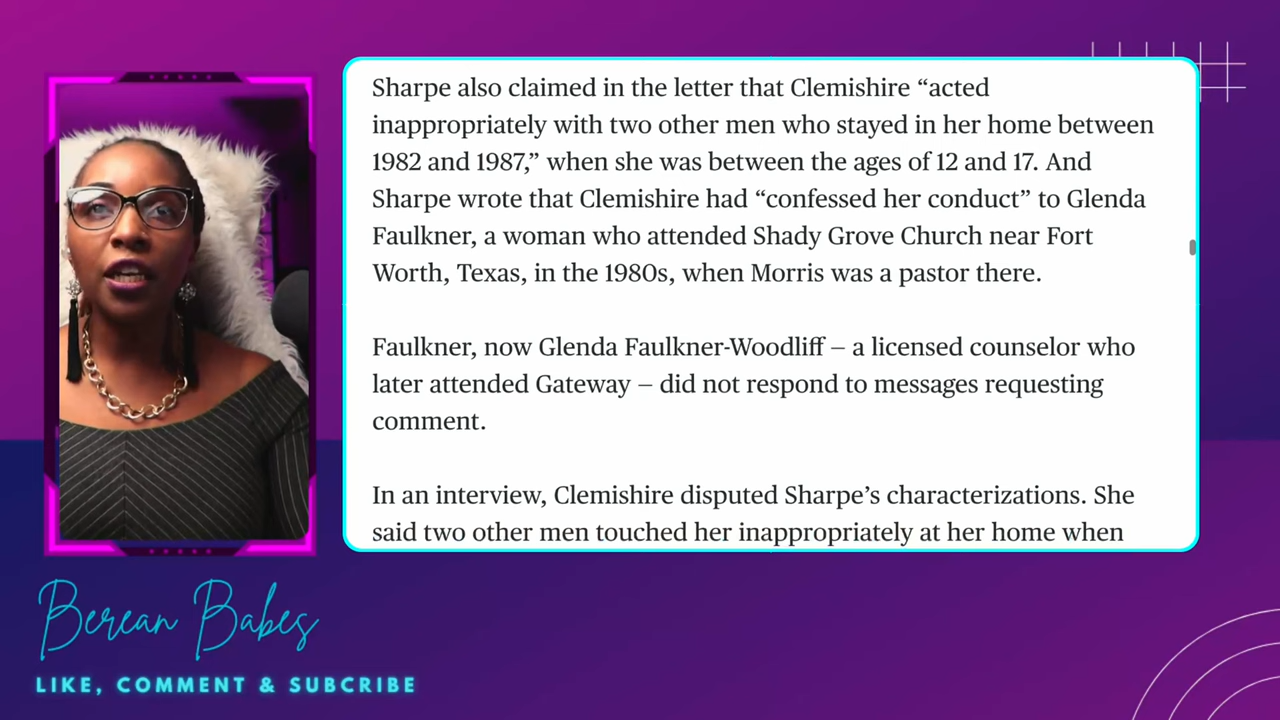 Sharpe also claimed in the letter that Clemishire “acted
inappropriately with two other men who stayed in her home between
1982 and 1987,” when she was between the ages of 12 and 17. And
Sharpe wrote that Clemishire had “confessed her conduct” to Glenda
Faulkner, a woman who attended Shady Grove Church near Fort
Worth, Texas, in the 1980s, when Morris was a pastor there.
Faulkner, now Glenda Faulkner-Woodliff — a licensed counselor who
later attended Gateway — did not respond to messages requesting
comment.
In an interview, Clemishire disputed Sharpe’s characterizations. She
said two other men touched her inappropriately at her home when
Berean Babes
LIKE, COMMENT & SUBCRIBE